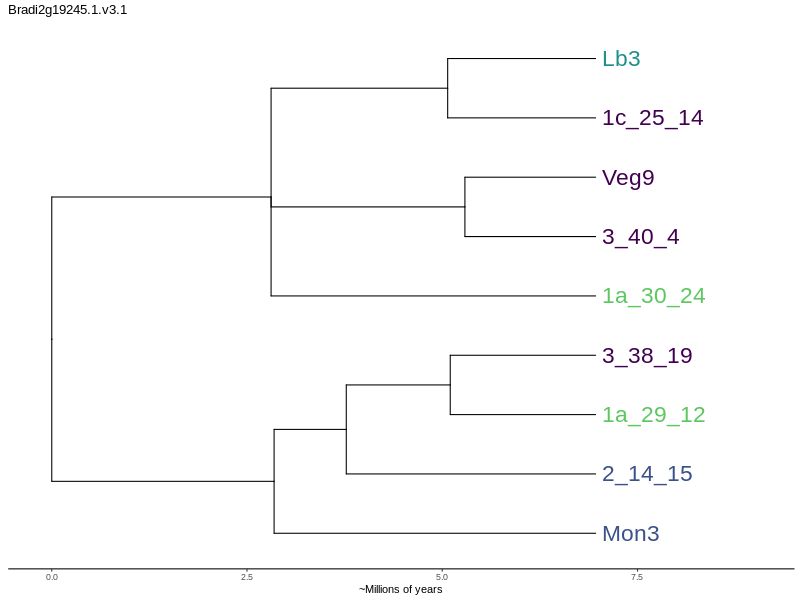 Bradi2g19245.1.v3.1
Lb3
1c_25_14
Veg9
3_40_4
1a_30_24
3_38_19
1a_29_12
2_14_15
Mon3
0.0 2.5 5.0 7.5
~Millions of years